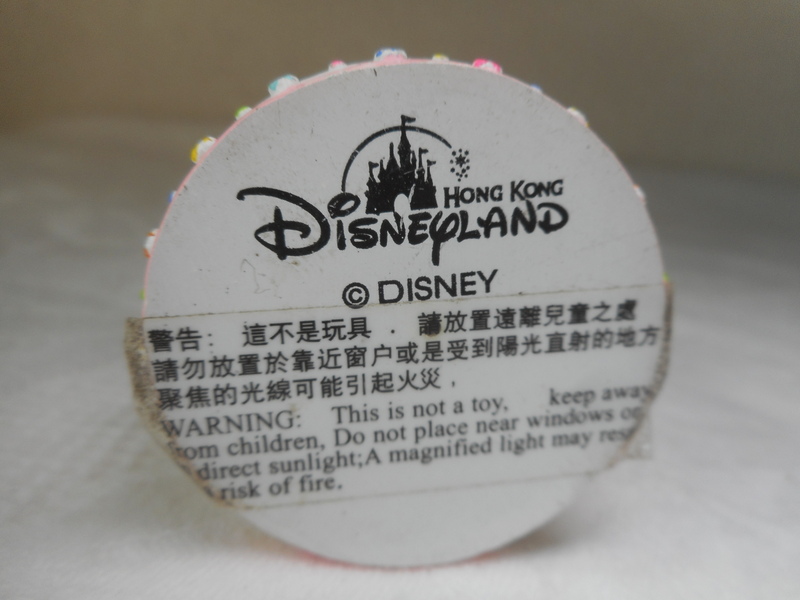 HONG KONG
DISNEYLAND
© DISNEY
警告： 這不是玩具 . 請放置遠離兒童之處
請勿放置於靠近窗户或是受到陽光直射的地方
聚焦的光線可能引起火災 .
WARNING: This is not a toy, keep away
from children, Do not place near windows or
direct sunlight;A magnified light may
risk of fire.